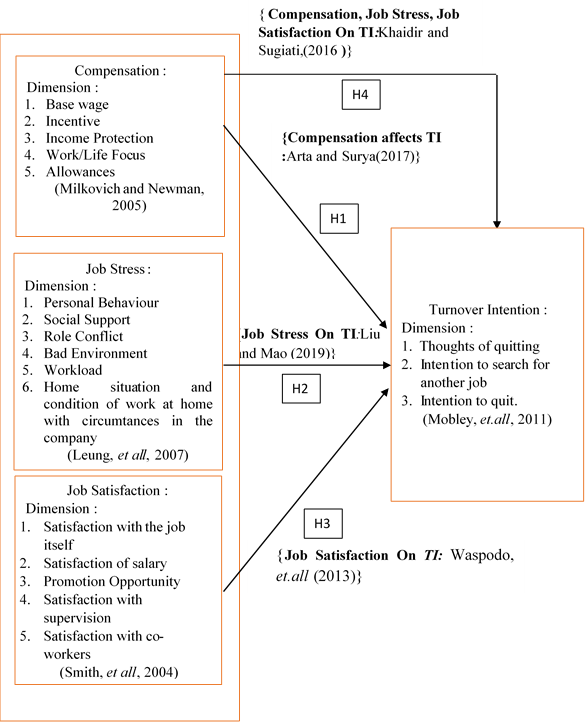 { Compensation, Job Stress, Job
Satisfaction On TI:Khaidir and
Sugiati,(2016 )}
Compensation :
Dimension :
1. Base wage
2. Incentive
3. Income Protection
4. Work/Life Focus
5. Allowances
(Milkovich and Newman,
2005)
H4
{Compensation affects TI
:Arta and Surya(2017)}
H1
Job Stress :
Dimension :
1. Personal Behaviour
2. Social Support
3. Role Conflict
4. Bad Environment
5. Workload
6. Home situation and
condition of work at home
with circumtances in the
company
(Leung, et all, 2007)
Job Stress On TI:Liu
nd Mao (2019)}
H2
Turnover Intention :
Dimension :
1. Thoughts of quitting
2. Intention to search for
another job
3. Intention to quit.
(Mobley, et.all, 2011)
Job Satisfaction :
Dimension :
1. Satisfaction with the job
itself
2. Satisfaction of salary
3. Promotion Opportunity
4. Satisfaction with
supervision
5. Satisfaction with co-
workers
(Smith, et all, 2004)
H3
{Job Satisfaction On TI: Waspodo,
et.all (2013)}